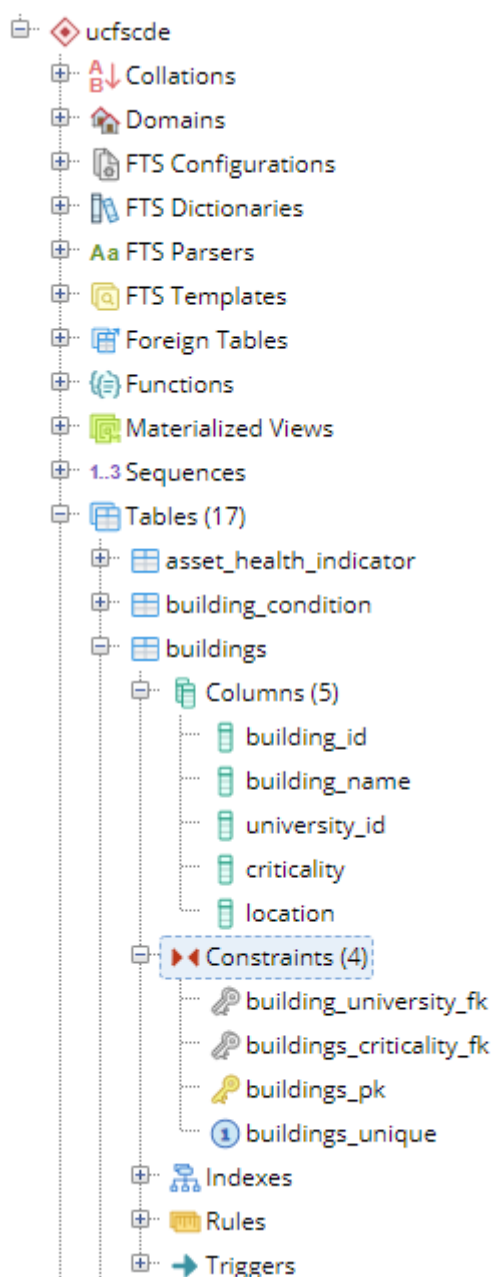 ucfscde
A B Collations
Domains
FTS Configurations
FTS Dictionaries
Aa FTS Parsers
FTS Templates
Foreign Tables
Functions
Materialized Views
1..3 Sequences
Tables (17)
asset_health_indicator
building_condition
buildings
Columns (5)
building_id
building_name
university_id
criticality
location
Constraints (4)
building_university_fk
buildings_criticality_fk
buildings_pk
1 buildings_unique
Indexes
Rules
Triggers